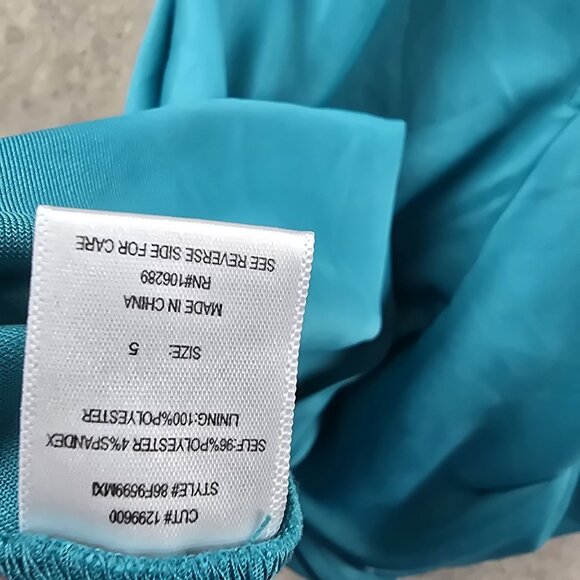 CUT# 1299600
STYLE# 86F9599MXI
SELF:96%POLYESTER 4%SPANDEX
LINING:100%POLYESTER
SIZE: 5
MADE IN CHINA
RN#106289
SEE REVERSE SIDE FOR CARE